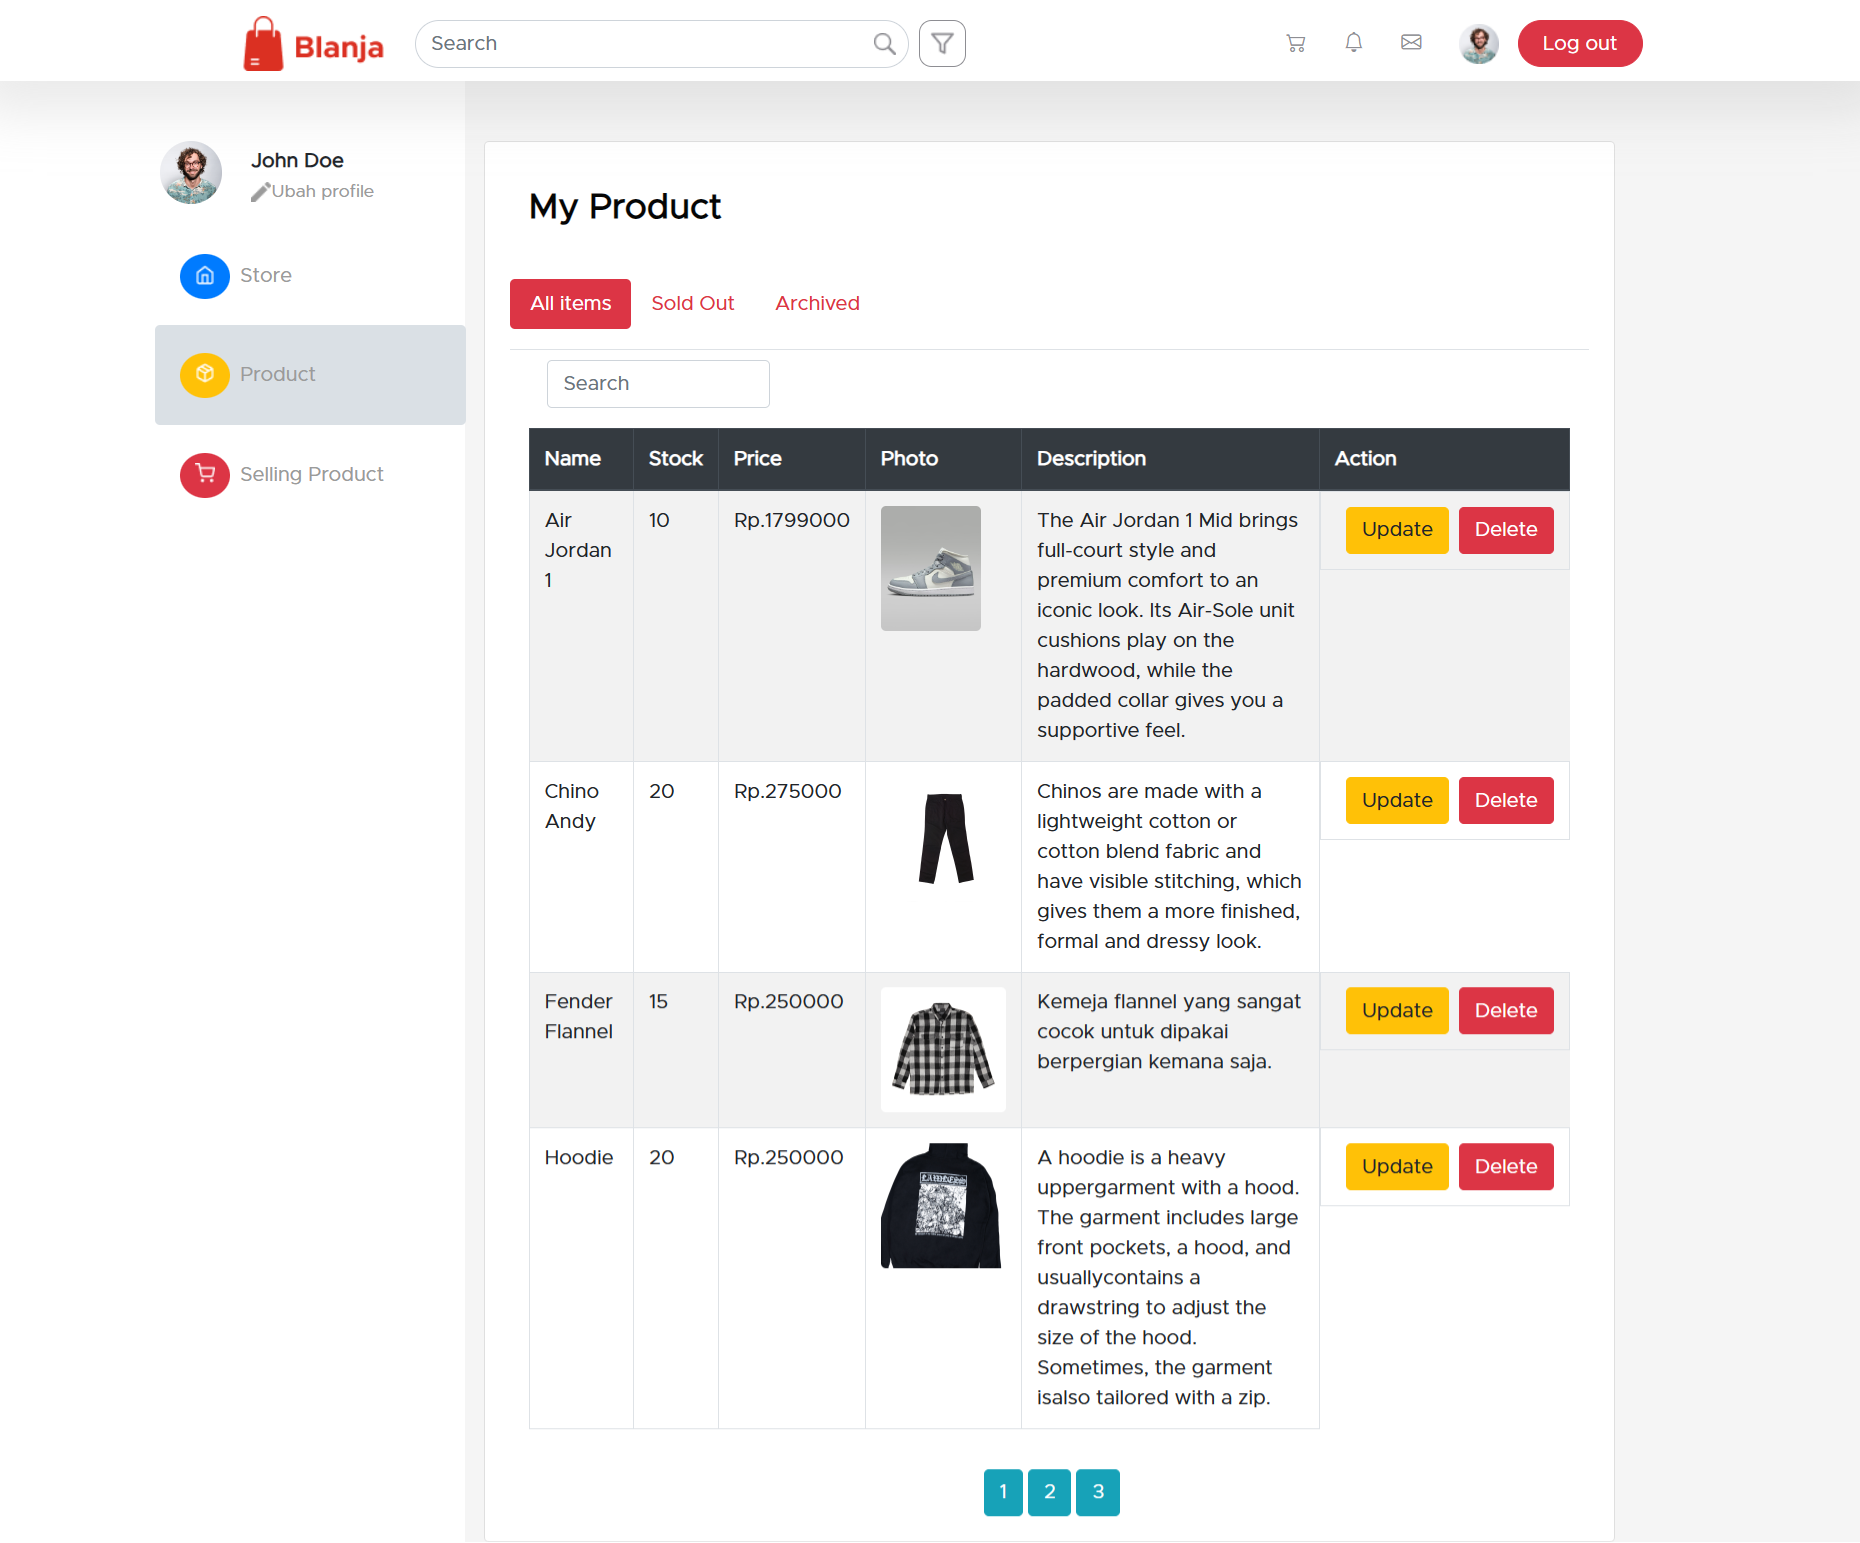 Blanja
Search
Log out
John Doe
Ubah profile
Store
Product
Selling Product
My Product
All items
Sold Out
Archived
Search
Name
Stock
Price
Photo
Description
Action
Air
Jordan
1
10
Rp.1799000
The Air Jordan 1 Mid brings
full-court style and
premium comfort to an
iconic look. Its Air-Sole unit
cushions play on the
hardwood, while the
padded collar gives you a
supportive feel.
Update
Delete
Chino
Andy
20
Rp.275000
Chinos are made with a
lightweight cotton or
cotton blend fabric and
have visible stitching, which
gives them a more finished,
formal and dressy look.
Update
Delete
Fender
Flannel
15
Rp.250000
Kemeja flannel yang sangat
cocok untuk dipakai
berpergian kemana saja.
Update
Delete
Hoodie
20
Rp.250000
LAWLESS
A hoodie is a heavy
uppergarment with a hood.
The garment includes large
front pockets, a hood, and
usuallycontains a
drawstring to adjust the
size of the hood.
Sometimes, the garment
isalso tailored with a zip.
Update
Delete
1
2
3